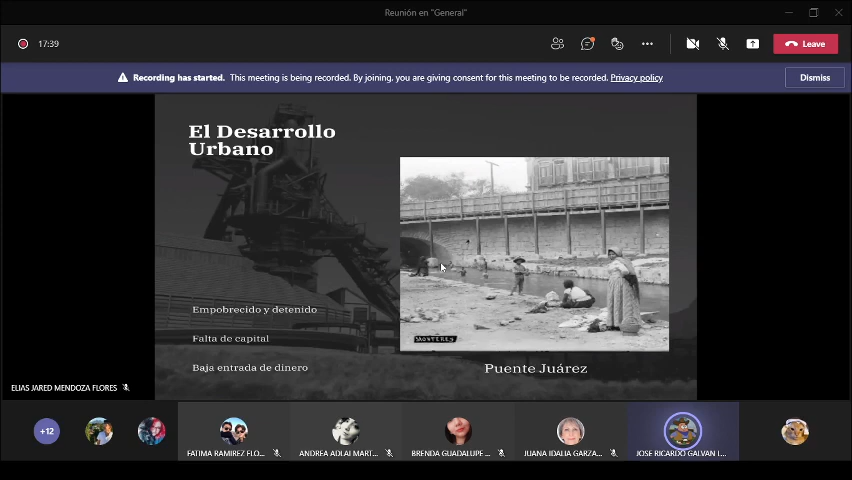 Reunión en "General"
17:39
Leave
Recording has started. This meeting is being recorded. By joining, you are giving consent for this meeting to be recorded. Privacy policy
Dismiss
El Desarrollo
Urbano
MONTERREY
Empobrecido y detenido
Falta de capital
Baja entrada de dinero
Puente Juárez
ELIAS JARED MENDOZA FLORES
+12
FATIMA RAMIREZ FLO...
ANDREA ADLAI MART...
BRENDA GUADALUPE ...
JUANA IDALIA GARZA...
JOSE RICARDO GALVAN I...